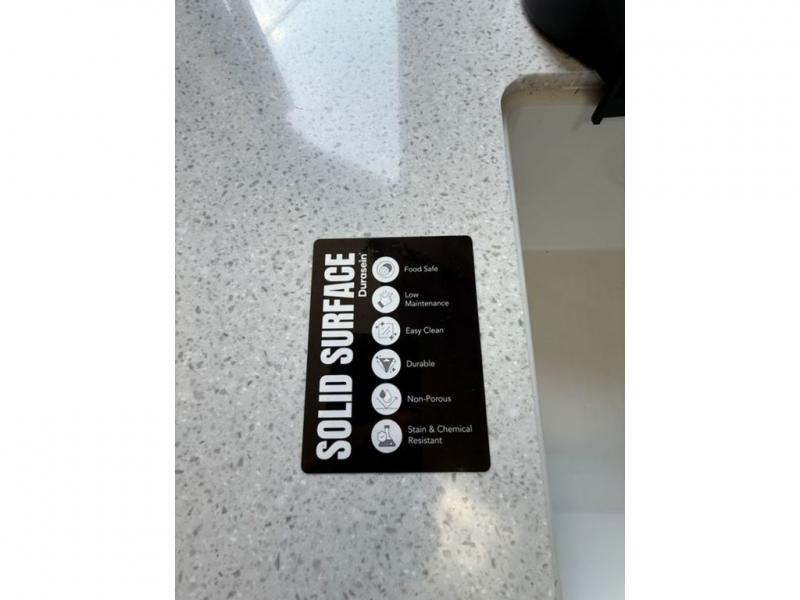 SOLID SURFACE
Durasein®
Food Safe
Low
Maintenance
Easy Clean
Durable
Non-Porous
Stain & Chemical
Resistant